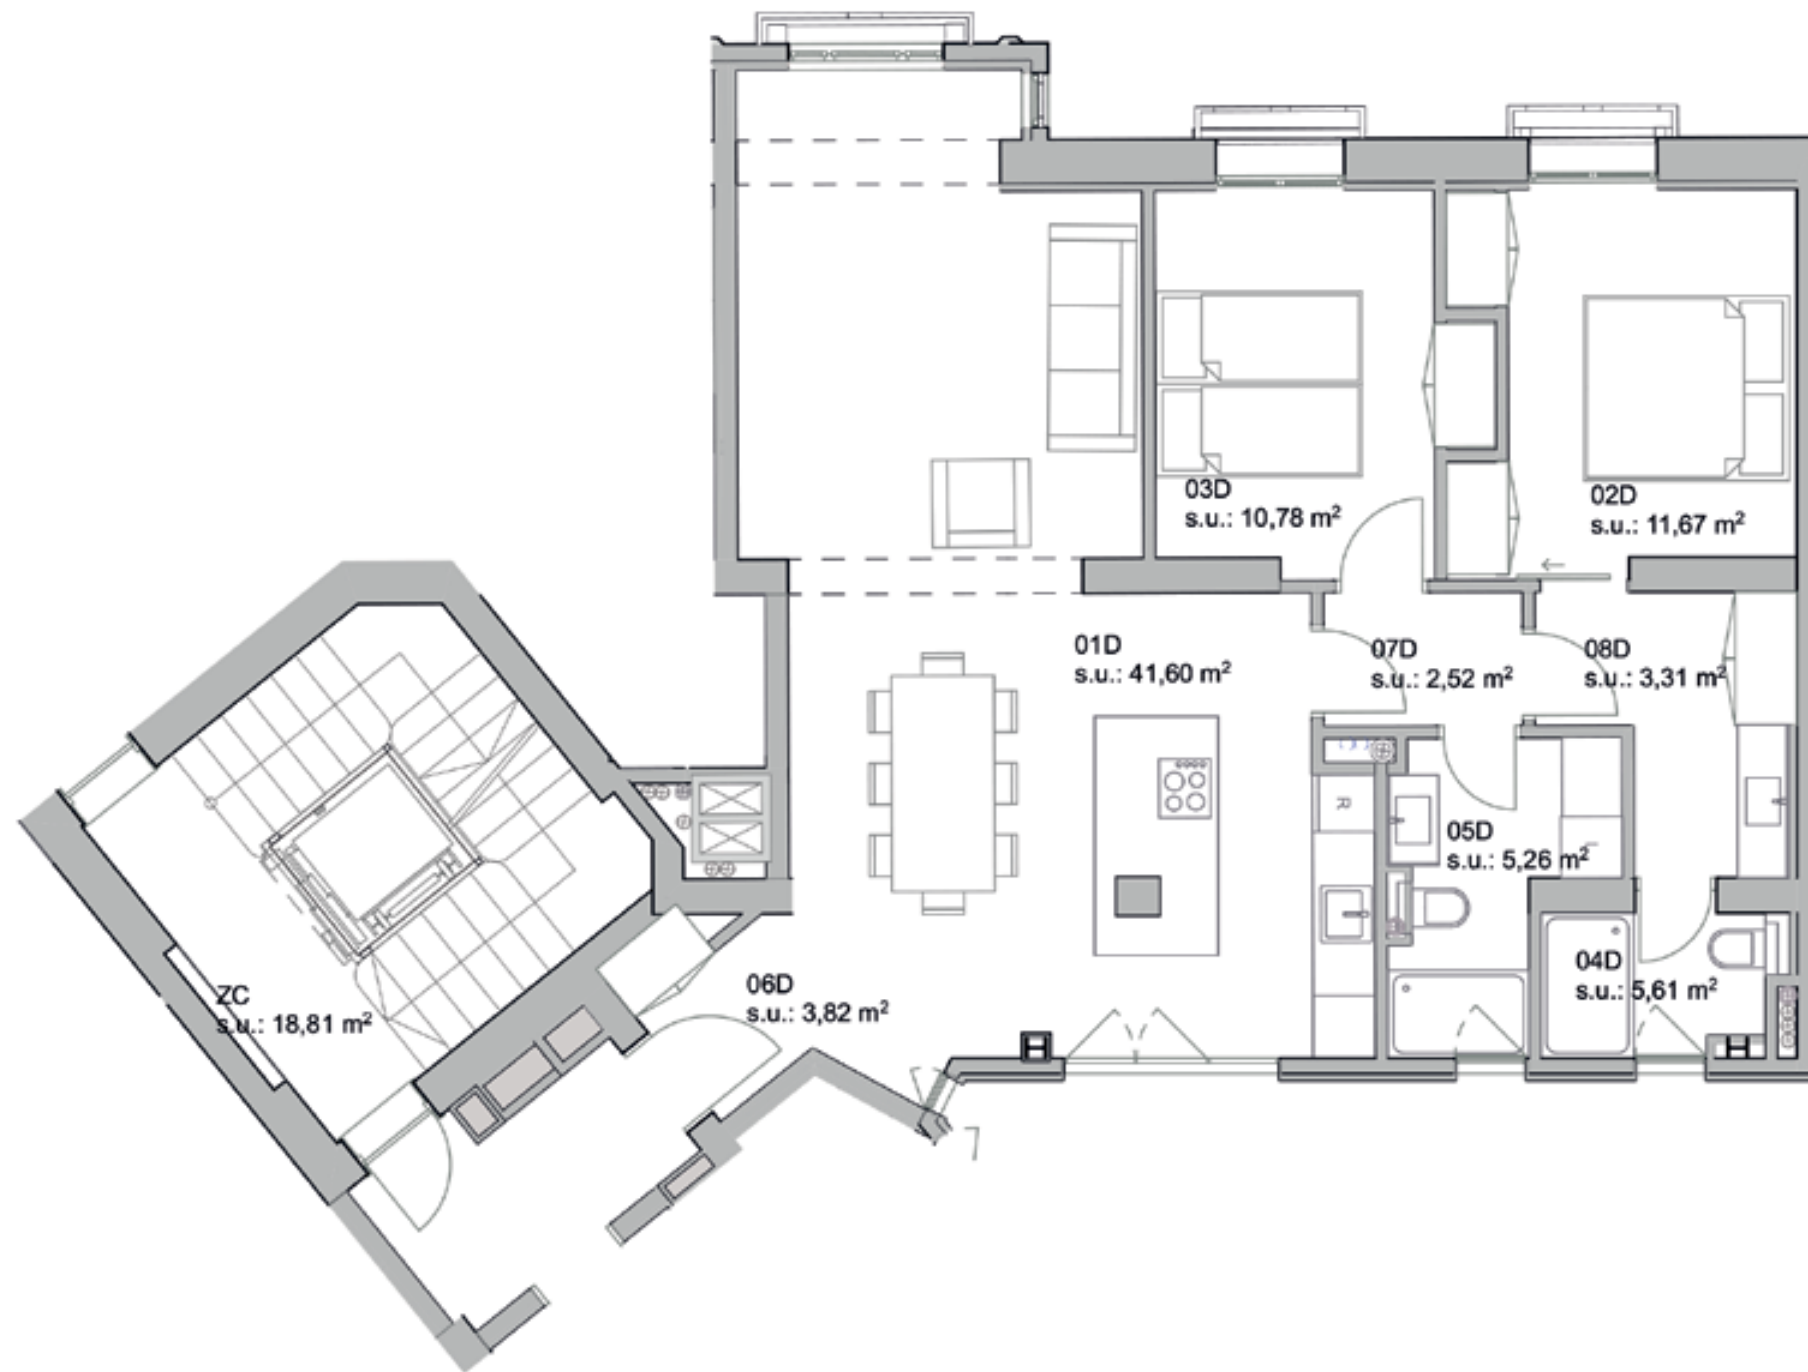 03D
s.u.: 10,78 m²
02D
s.u.: 11,67 m²
01D
s.u.: 41,60 m²
07D
s.u.: 2,52 m²
08D
s.u.: 3,31 m²
R
05D
s.u.: 5,26 m²
04D
s.u.: 5,61 m²
06D
s.u.: 3,82 m²
ZC
s.u.: 18,81 m²